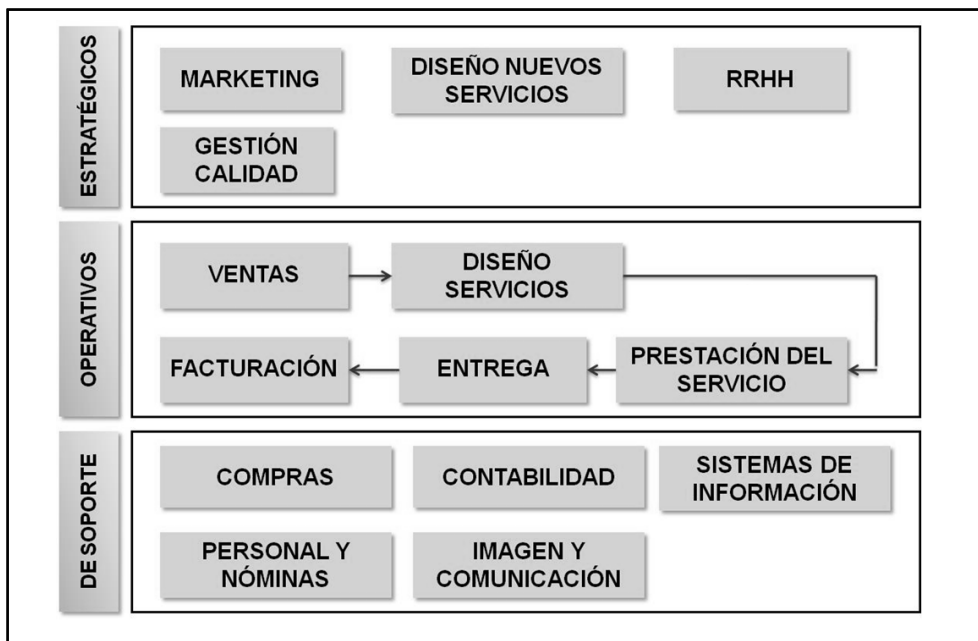 ESTRATÉGICOS
MARKETING
DISEÑO NUEVOS
SERVICIOS
RRHH
GESTIÓN
CALIDAD
OPERATIVOS
VENTAS
DISEÑO
SERVICIOS
FACTURACIÓN
ENTREGA
PRESTACIÓN DEL
SERVICIO
DE SOPORTE
COMPRAS
CONTABILIDAD
SISTEMAS DE
INFORMACIÓN
PERSONAL Y
NÓMINAS
IMAGEN Y
COMUNICACIÓN